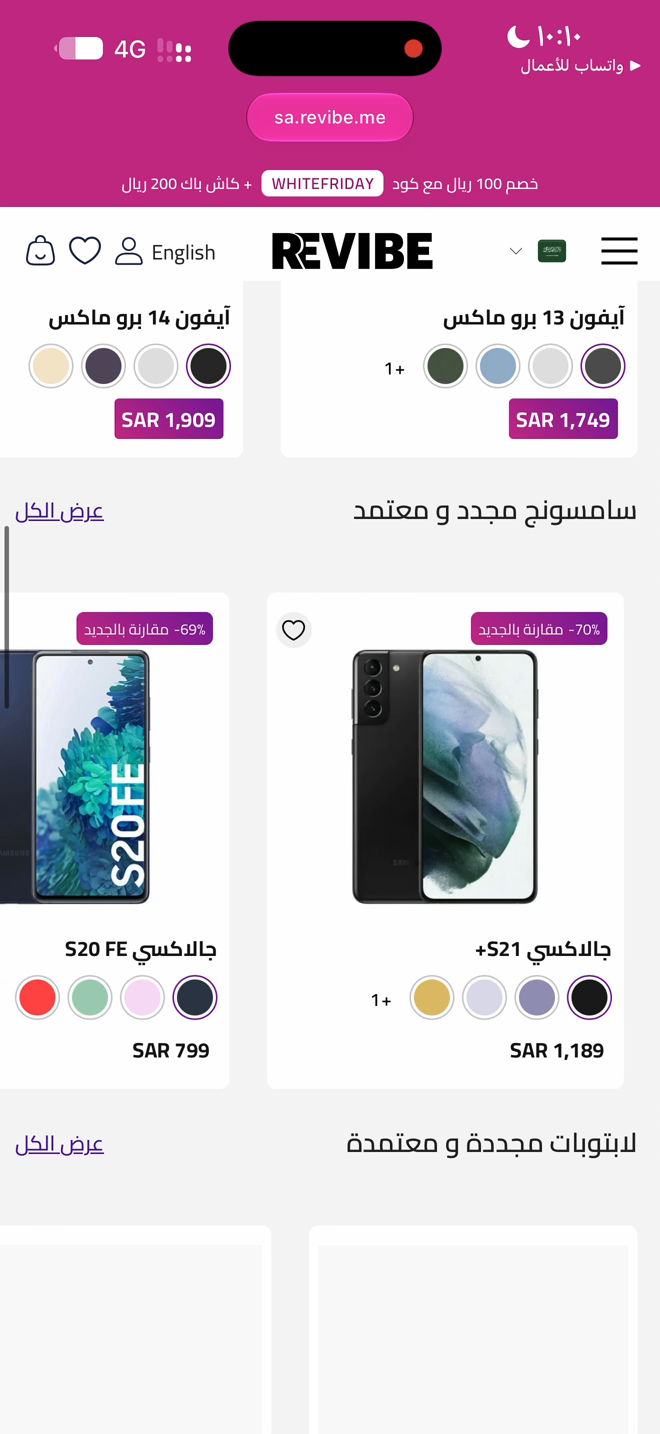 ١٠:١٠
4G
◀ واتساب للأعمال
sa.revibe.me
خصم 100 ريال مع كود WHITEFRIDAY + كاش باك 200 ريال
REVIBE
English
آيفون 13 برو ماكس
+1
SAR 1,749
آيفون 14 برو ماكس
SAR 1,909
سامسونج مجدد و معتمد
عرض الكل
-70% مقارنة بالجديد
جالاكسي S21+
+1
SAR 1,189
-69% مقارنة بالجديد
S20 FE
جالاكسي S20 FE
SAR 799
لابتوبات مجددة و معتمدة
عرض الكل